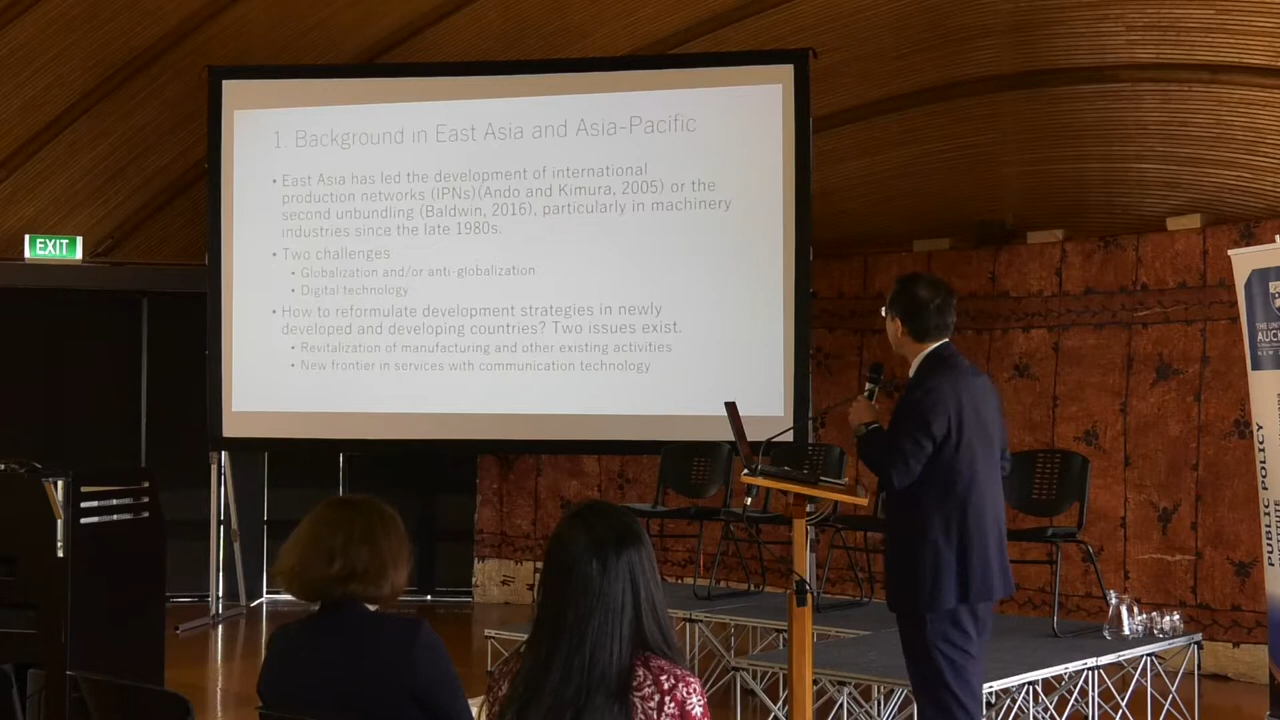 1. Background in East Asia and Asia-Pacific
• East Asia has led the development of international
production networks (IPNs)(Ando and Kimura, 2005) or the
second unbundling (Baldwin, 2016), particularly in machinery
industries since the late 1980s.
• Two challenges
• Globalization and/or anti-globalization
• Digital technology
• How to reformulate development strategies in newly
developed and developing countries? Two issues exist.
• Revitalization of manufacturing and other existing activities
• New frontier in services with communication technology
EXIT
THE UNI
AUCK
NEW
PUBLIC POLICY